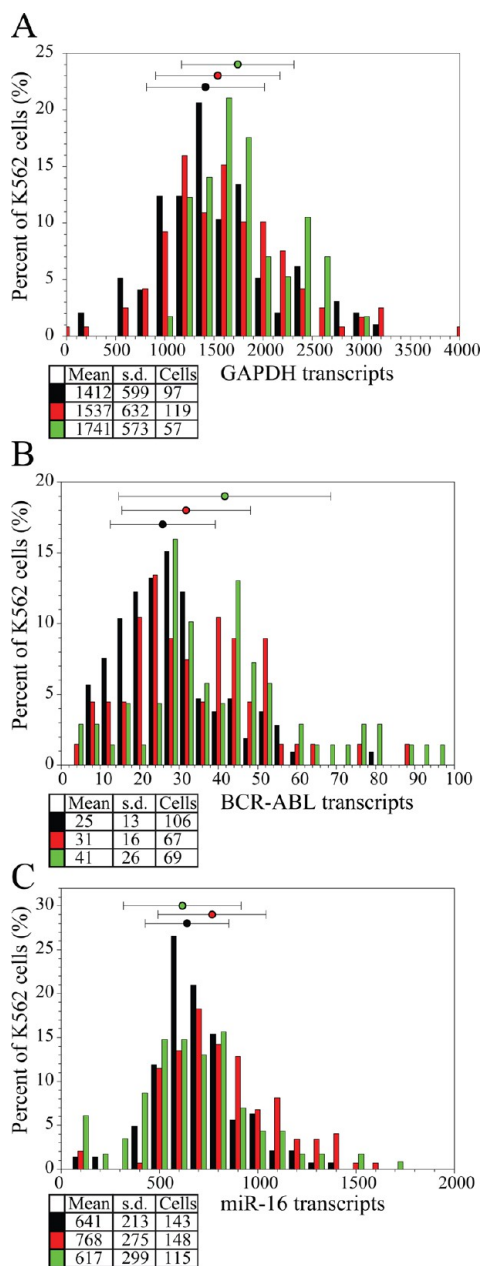 A
Percent of K562 cells (%)
25
20
15
10
5
0
0 500 1000 1500 2000 2500 3000 3500 4000
GAPDH transcripts
Mean s.d. Cells
1412 599 97
1537 632 119
1741 573 57
B
Percent of K562 cells (%)
20
15
10
5
0
0 10 20 30 40 50 60 70 80 90 100
BCR-ABL transcripts
Mean s.d. Cells
25 13 106
31 16 67
41 26 69
C
Percent of K562 cells (%)
30
25
20
15
10
5
0
500 1000 1500 2000
miR-16 transcripts
Mean s.d. Cells
641 213 143
768 275 148
617 299 115